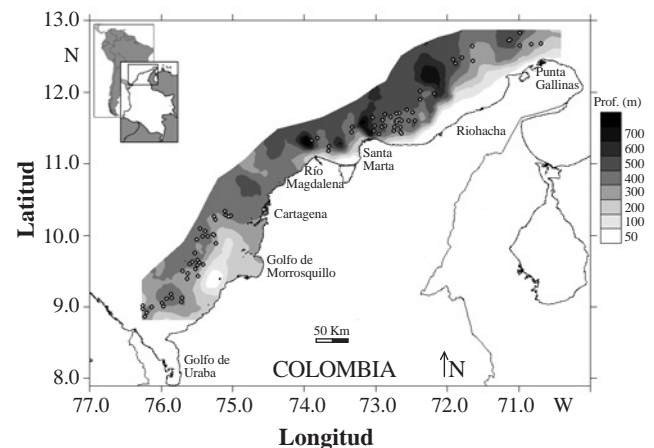 13.0
N
12.0
11.0
10.0
9.0
8.0
Latitud
Punta
Gallinas
Riohacha
Santa
Marta
Río
Magdalena
Cartagena
Golfo de
Morrosquillo
Golfo de
Uraba
50 Km
COLOMBIA
N
Prof. (m)
700
600
500
400
300
200
100
50
77.0 76.0 75.0 74.0 73.0 72.0 71.0 W
Longitud